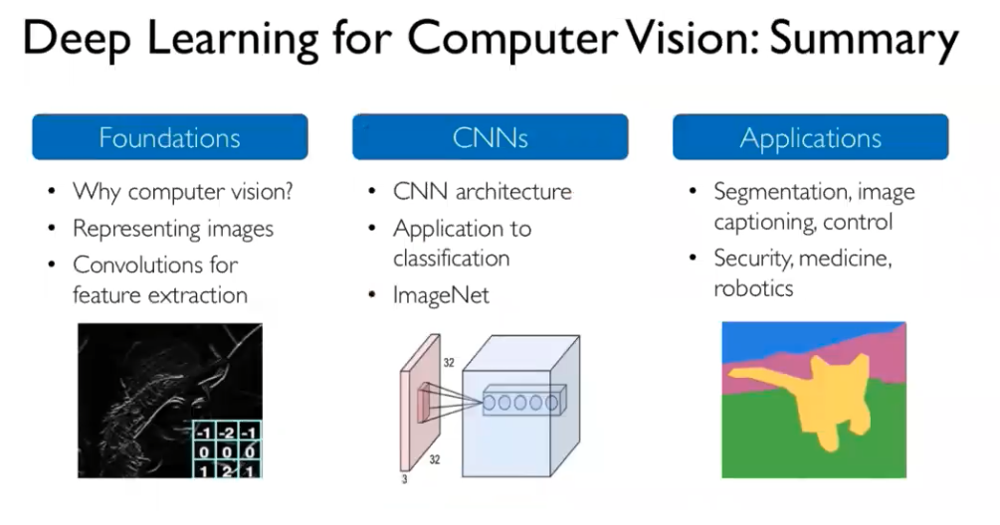 Deep Learning for Computer Vision: Summary
Foundations
• Why computer vision?
• Representing images
• Convolutions for
feature extraction
-1 -2 -1
0 0 0
1 2 1
CNNs
• CNN architecture
• Application to
classification
• ImageNet
32
32
3
Applications
• Segmentation, image
captioning, control
• Security, medicine,
robotics